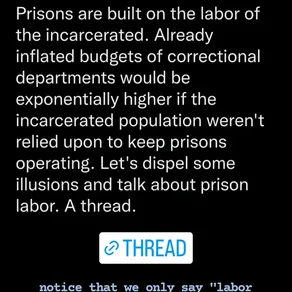 Prisons are built on the labor of
the incarcerated. Already
inflated budgets of correctional
departments would be
exponentially higher if the
incarcerated population weren't
relied upon to keep prisons
operating. Let's dispel some
illusions and talk about prison
labor. A thread.
THREAD
notice that we only say "labor